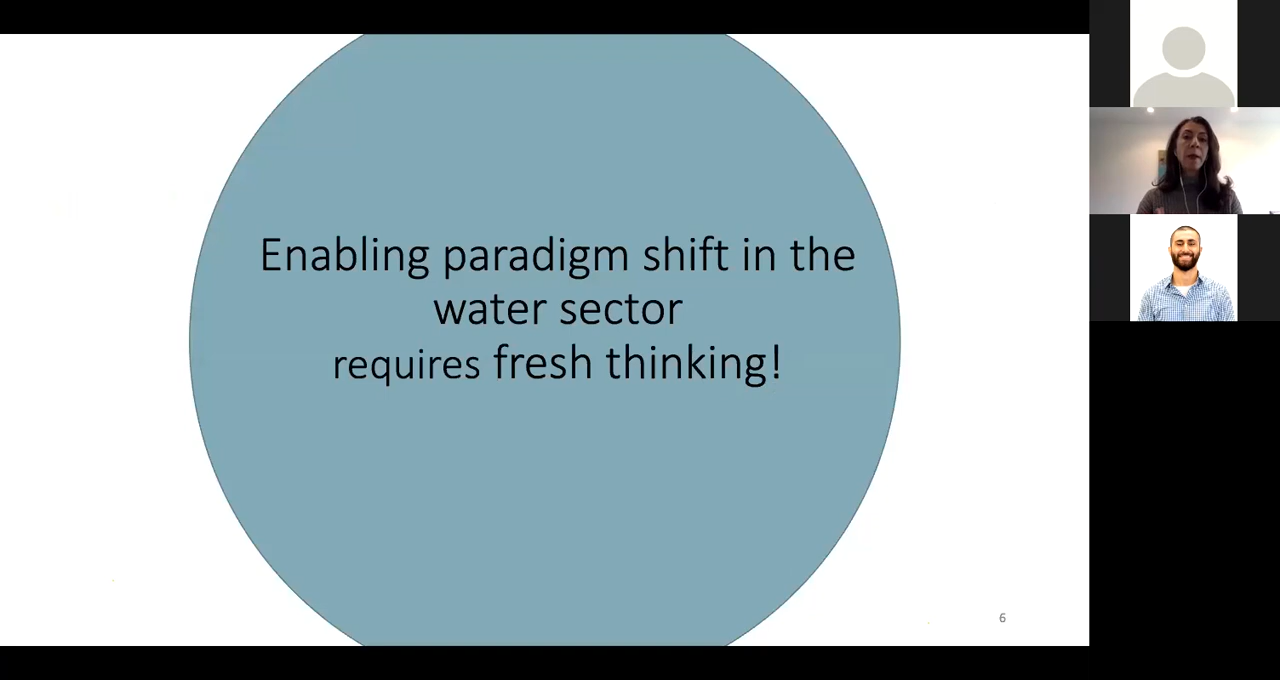 Enabling paradigm shift in the
water sector
requires fresh thinking!
6